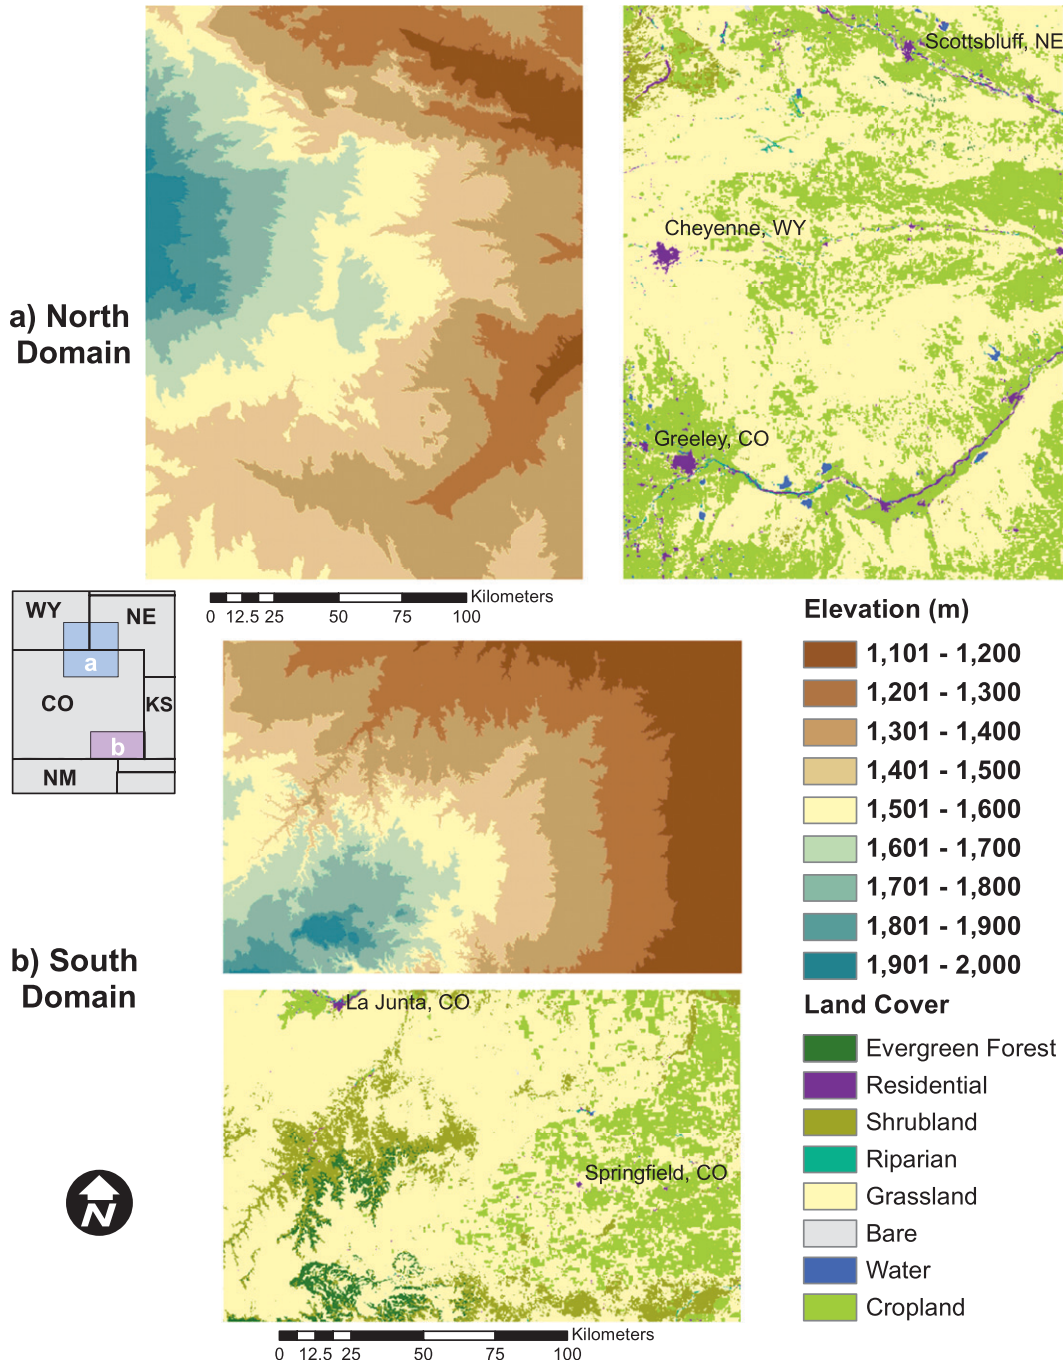 Scottsbluff, NE
Cheyenne, WY
Greeley, CO
a) North
Domain
Kilometers
0 12.5 25 50 75 100
WY
NE
a
CO
KS
b
NM
Elevation (m)
1,101 - 1,200
1,201 - 1,300
1,301 - 1,400
1,401 - 1,500
1,501 - 1,600
1,601 - 1,700
1,701 - 1,800
1,801 - 1,900
1,901 - 2,000
b) South
Domain
La Junta, CO
Springfield, CO
Land Cover
Evergreen Forest
Residential
Shrubland
Riparian
Grassland
Bare
Water
Cropland
N
Kilometers
0 12.5 25 50 75 100